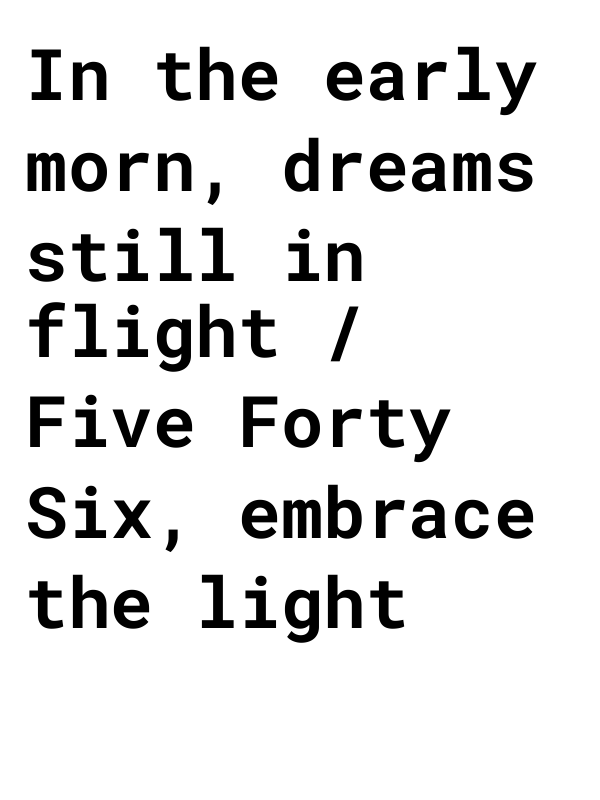 In the early
morn, dreams
still in
flight /
Five Forty
Six, embrace
the light